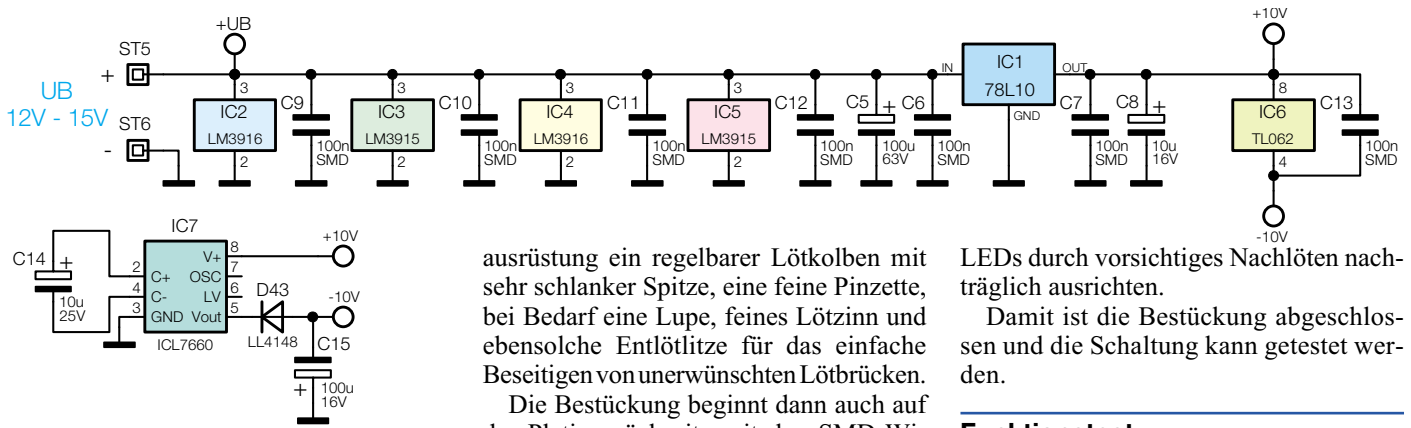 +UB
+10V
ST5
+
UB
12V - 15V
ST6
-
3
IC2
LM3916
2
C9
100n
SMD
3
IC3
LM3915
2
C10
100n
SMD
3
IC4
LM3916
2
C11
100n
SMD
3
IC5
LM3915
2
C12
100n
SMD
C5
+
100u
63V
C6
100n
SMD
IN
IC1
78L10
OUT
GND
C7
100n
SMD
C8
+
10u
16V
8
IC6
TL062
4
C13
100n
SMD
-10V
IC7
C14
+
10u
25V
2
C+
4
C-
3
GND
V+
8
OSC
7
LV
6
Vout
5
ICL7660
+10V
D43
LL4148
-10V
C15
+
100u
16V
ausrüstung ein regelbarer Lötkolben mit
sehr schlanker Spitze, eine feine Pinzette,
bei Bedarf eine Lupe, feines Lötzinn und
ebensolche Entlötlitze für das einfache
Beseitigen von unerwünschten Lötbrücken.
Die Bestückung beginnt dann auch auf
LEDs durch vorsichtiges Nachlöten nach-
träglich ausrichten.
Damit ist die Bestückung abgeschlos-
sen und die Schaltung kann getestet wer-
den.